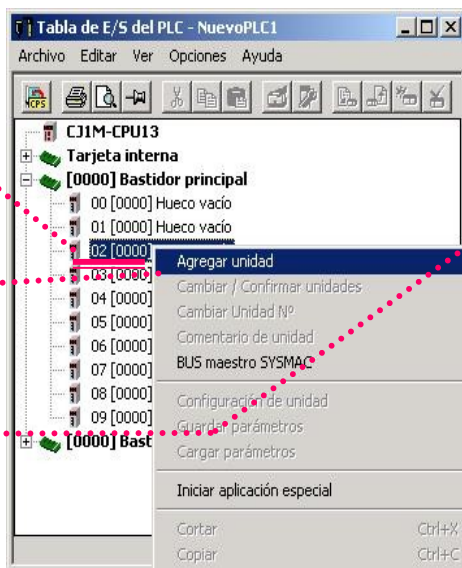 Tabla de E/S del PLC - NuevoPLC1
Archivo Editar Ver Opciones Ayuda
CPS
CJ1M-CPU13
Tarjeta interna
[0000] Bastidor principal
00 [0000] Hueco vacío
01 [0000] Hueco vacío
02 [0000]
Agregar unidad
03 [0000]
Cambiar / Confirmar unidades
04 [0000]
Cambiar Unidad Nº
05 [0000]
Comentario de unidad
06 [0000]
BUS maestro SYSMAC
07 [0000]
08 [0000]
Configuración de unidad
09 [0000]
Guardar parámetros
[0000] Bast
Cargar parámetros
Iniciar aplicación especial
Cortar Ctrl+X
Copiar Ctrl+C